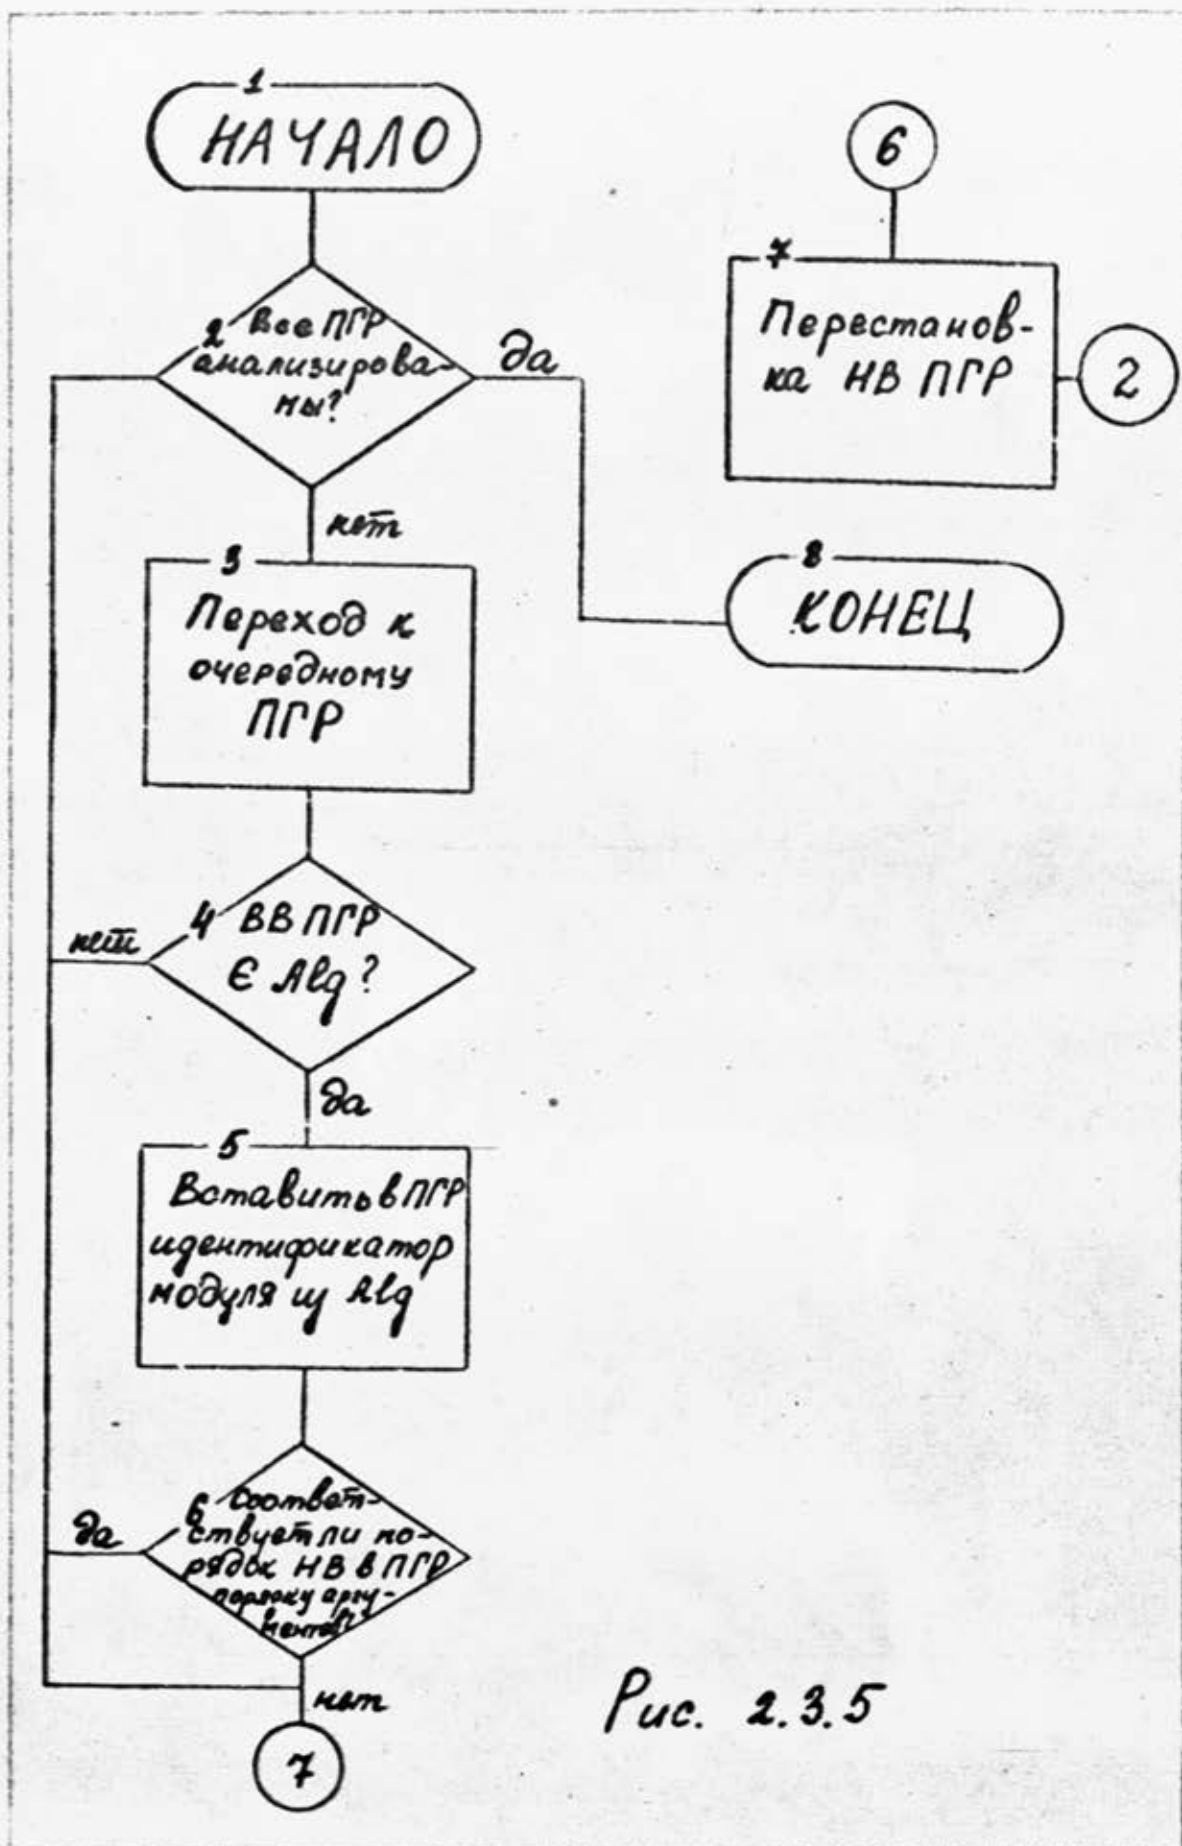 1
НАЧАЛО
2 Все ПГР
анализирова-
ны?
да
нет
3
Переход к
очередному
ПГР
4 ВВ ПГР
Є Alg?
нет
да
5
Вставить в ПГР
идентификатор
модуля из Alg
6 Соответ-
ствует ли по-
рядок НВ в ПГР
порядку аргу-
ментов?
да
нет
7
6
7
Перестанов-
ка НВ ПГР
2
8
КОНЕЦ
Рис. 2.3.5